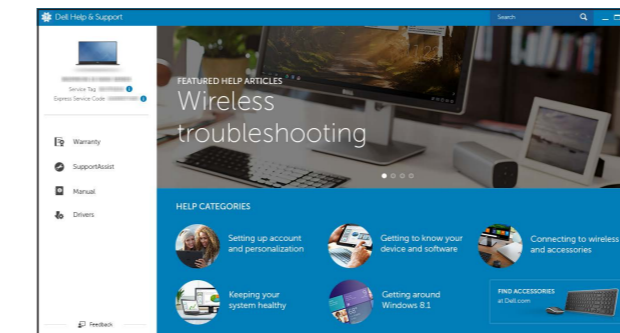 Dell Help & Support
Search
Service Tag
Express Service Code
Warranty
SupportAssist
Manual
Drivers
Feedback
FEATURED HELP ARTICLES
Wireless
troubleshooting
HELP CATEGORIES
Setting up account
and personalization
Getting to know your
device and software
Connecting to wireless
and accessories
Keeping your
system healthy
Getting around
Windows 8.1
FIND ACCESSORIES
at Dell.com